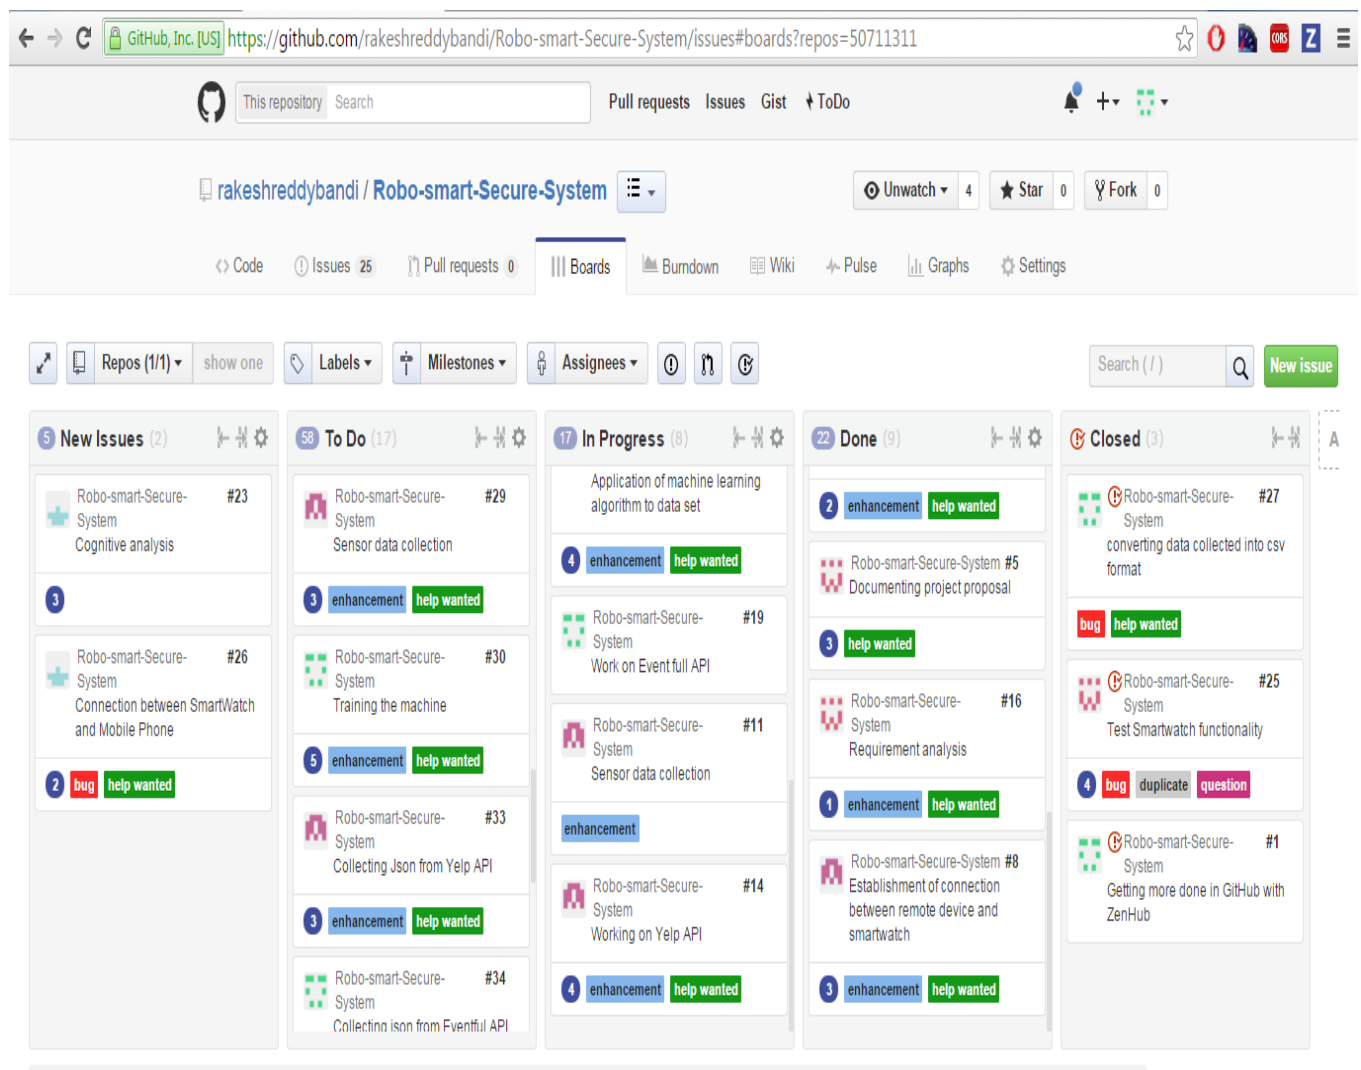 GitHub, Inc. [US] https://github.com/rakeshreddybandi/Robo-smart-Secure-System/issues#boards?repos=50711311
CORS
Z
This repository Search
Pull requests Issues Gist ToDo
rakeshreddybandi / Robo-smart-Secure-System
Unwatch 4 Star 0 Fork 0
Code Issues 25 Pull requests 0 Boards Burndown Wiki Pulse Graphs Settings
Repos (1/1) show one Labels Milestones Assignees Search ( / ) New issue
5 New Issues (2)
Robo-smart-Secure- #23
System
Cognitive analysis
3
Robo-smart-Secure- #26
System
Connection between SmartWatch
and Mobile Phone
2 bug help wanted
58 To Do (17)
Robo-smart-Secure- #29
System
Sensor data collection
3 enhancement help wanted
Robo-smart-Secure- #30
System
Training the machine
5 enhancement help wanted
Robo-smart-Secure- #33
System
Collecting Json from Yelp API
3 enhancement help wanted
Robo-smart-Secure- #34
System
Collecting json from Eventful API
17 In Progress (8)
Application of machine learning
algorithm to data set
4 enhancement help wanted
Robo-smart-Secure- #19
System
Work on Event full API
Robo-smart-Secure- #11
System
Sensor data collection
enhancement
Robo-smart-Secure- #14
System
Working on Yelp API
4 enhancement help wanted
22 Done (9)
2 enhancement help wanted
Robo-smart-Secure-System #5
Documenting project proposal
3 help wanted
Robo-smart-Secure- #16
System
Requirement analysis
1 enhancement help wanted
Robo-smart-Secure-System #8
Establishment of connection
between remote device and
smartwatch
3 enhancement help wanted
Closed (3)
Robo-smart-Secure- #27
System
converting data collected into csv
format
bug help wanted
Robo-smart-Secure- #25
System
Test Smartwatch functionality
4 bug duplicate question
Robo-smart-Secure- #1
System
Getting more done in GitHub with
ZenHub
A